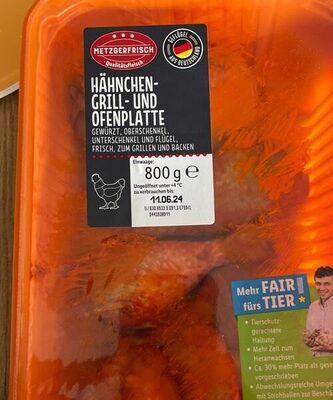 METZGERFRISCH
Qualitätsfleisch
GEFLÜGEL
AUS DEUTSCHLAND
HÄHNCHEN-
GRILL- UND
OFENPLATTE
GEWÜRZT, OBERSCHENKEL,
UNTERSCHENKEL UND FLÜGEL,
FRISCH, ZUM GRILLEN UND BACKEN
Einwaage:
800 g e
Ungeöffnet unter +4 °C
zu verbrauchen bis:
11.06.24
Mehr FAIR
fürs TIER!
• Tierschutz-
gerechtere
Haltung
• Mehr Zeit zum
Heranwachsen
• Ca. 30% mehr Platz als
vorgeschrieben
• Abwechslungsreiche
mit Strohballen zur